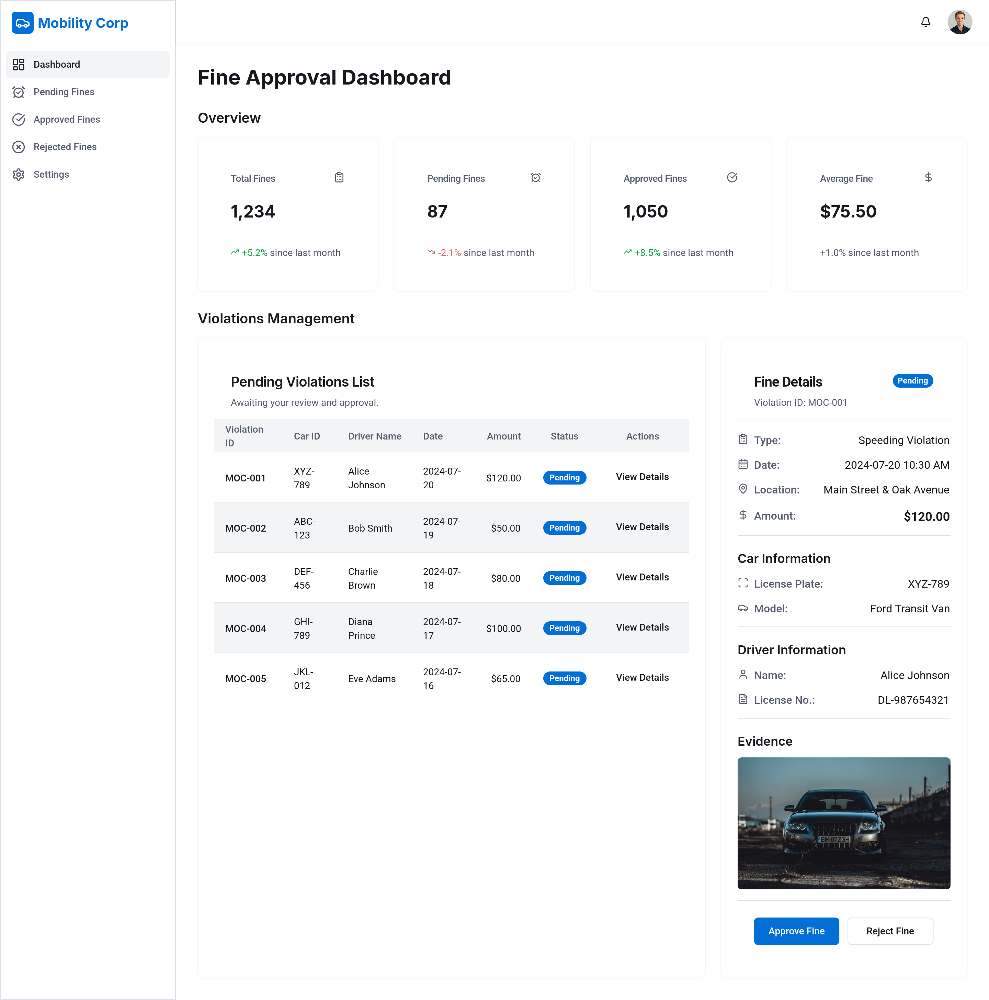 Mobility Corp
Dashboard
Pending Fines
Approved Fines
Rejected Fines
Settings
Fine Approval Dashboard
Overview
Total Fines
1,234
+5.2% since last month
Pending Fines
87
-2.1% since last month
Approved Fines
1,050
+8.5% since last month
Average Fine
$
$75.50
+1.0% since last month
Violations Management
Pending Violations List
Awaiting your review and approval.
Violation
ID
Car ID
Driver Name
Date
Amount
Status
Actions
MOC-001
XYZ-
789
Alice
Johnson
2024-07-
20
$120.00
Pending
View Details
MOC-002
ABC-
123
Bob Smith
2024-07-
19
$50.00
Pending
View Details
MOC-003
DEF-
456
Charlie
Brown
2024-07-
18
$80.00
Pending
View Details
MOC-004
GHI-
789
Diana
Prince
2024-07-
17
$100.00
Pending
View Details
MOC-005
JKL-
012
Eve Adams
2024-07-
16
$65.00
Pending
View Details
Fine Details
Pending
Violation ID: MOC-001
Type: Speeding Violation
Date: 2024-07-20 10:30 AM
Location: Main Street & Oak Avenue
$ Amount: $120.00
Car Information
License Plate: XYZ-789
Model: Ford Transit Van
Driver Information
Name: Alice Johnson
License No.: DL-987654321
Evidence
BH 07ZGH
Approve Fine
Reject Fine